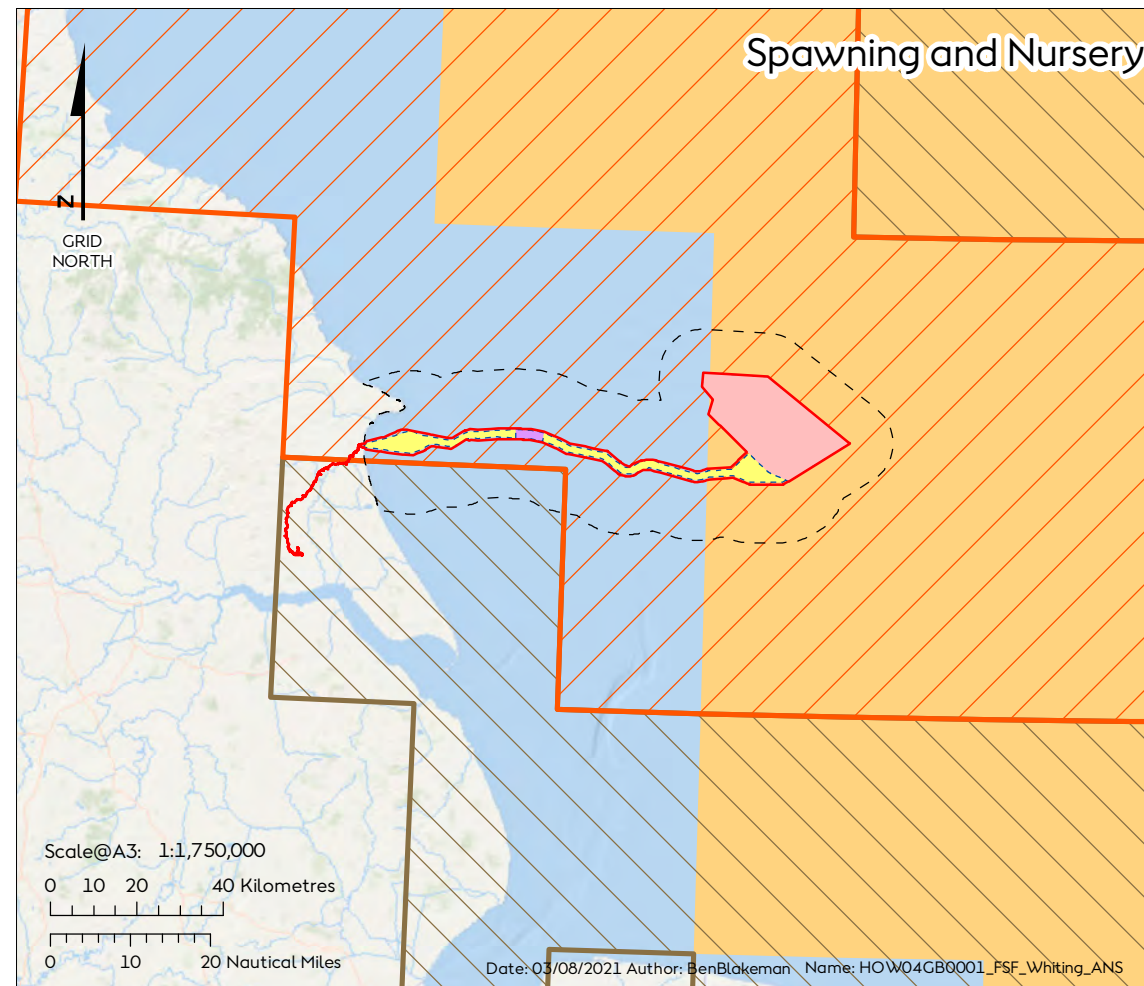 Spawning and Nursery
N
GRID
NORTH
Scale@A3: 1:1,750,000
0 10 20 40 Kilometres
0 10 20 Nautical Miles
Date: 03/08/2021 Author: BenBlakeman Name: HOW04GB0001_FSF_Whiting_ANS